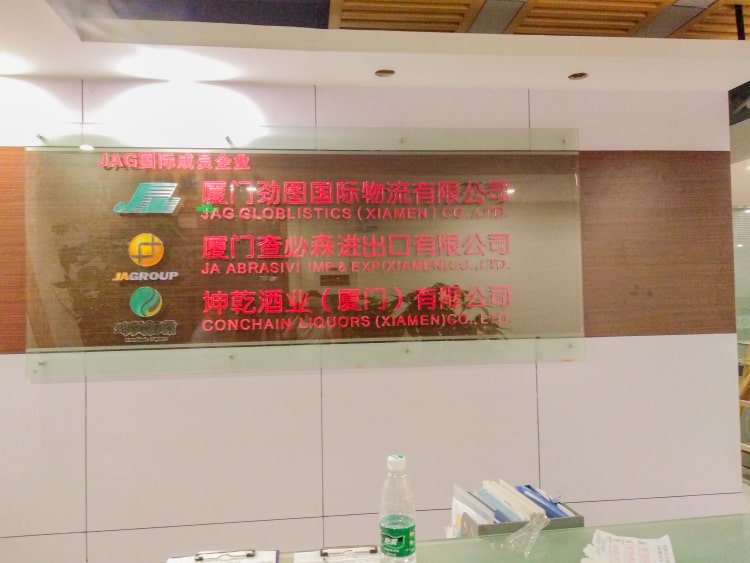 JAG国际成员企业
厦门劲图国际物流有限公司
JAG GLOBLISTICS (XIAMEN) CO.,LTD.
JAGROUP
厦门查必森进出口有限公司
JA ABRASIVI IMP & EXP(XIAMEN)CO.,LTD.
坤乾酒业（厦门）有限公司
CONCHAIN LIQUORS (XIAMEN)CO.,LTD.